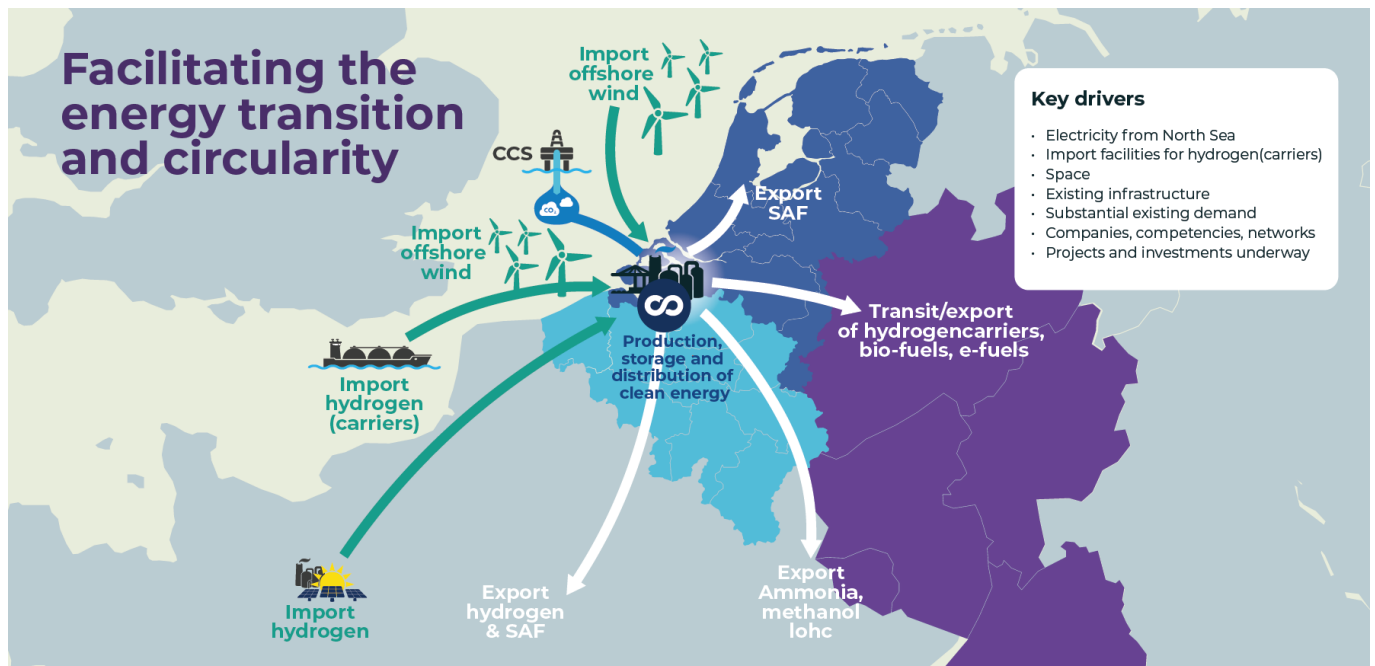 Facilitating the
energy transition
and circularity
Import
offshore
wind
CCS
CO₂
Import
offshore
wind
Export
SAF
Key drivers
· Electricity from North Sea
· Import facilities for hydrogen(carriers)
· Space
· Existing infrastructure
· Substantial existing demand
· Companies, competencies, networks
· Projects and investments underway
Transit/export
of hydrogencarriers,
bio-fuels, e-fuels
Production,
storage and
distribution of
clean energy
Import
hydrogen
(carriers)
Import
hydrogen
Export
hydrogen
& SAF
Export
Ammonia,
methanol
lohc